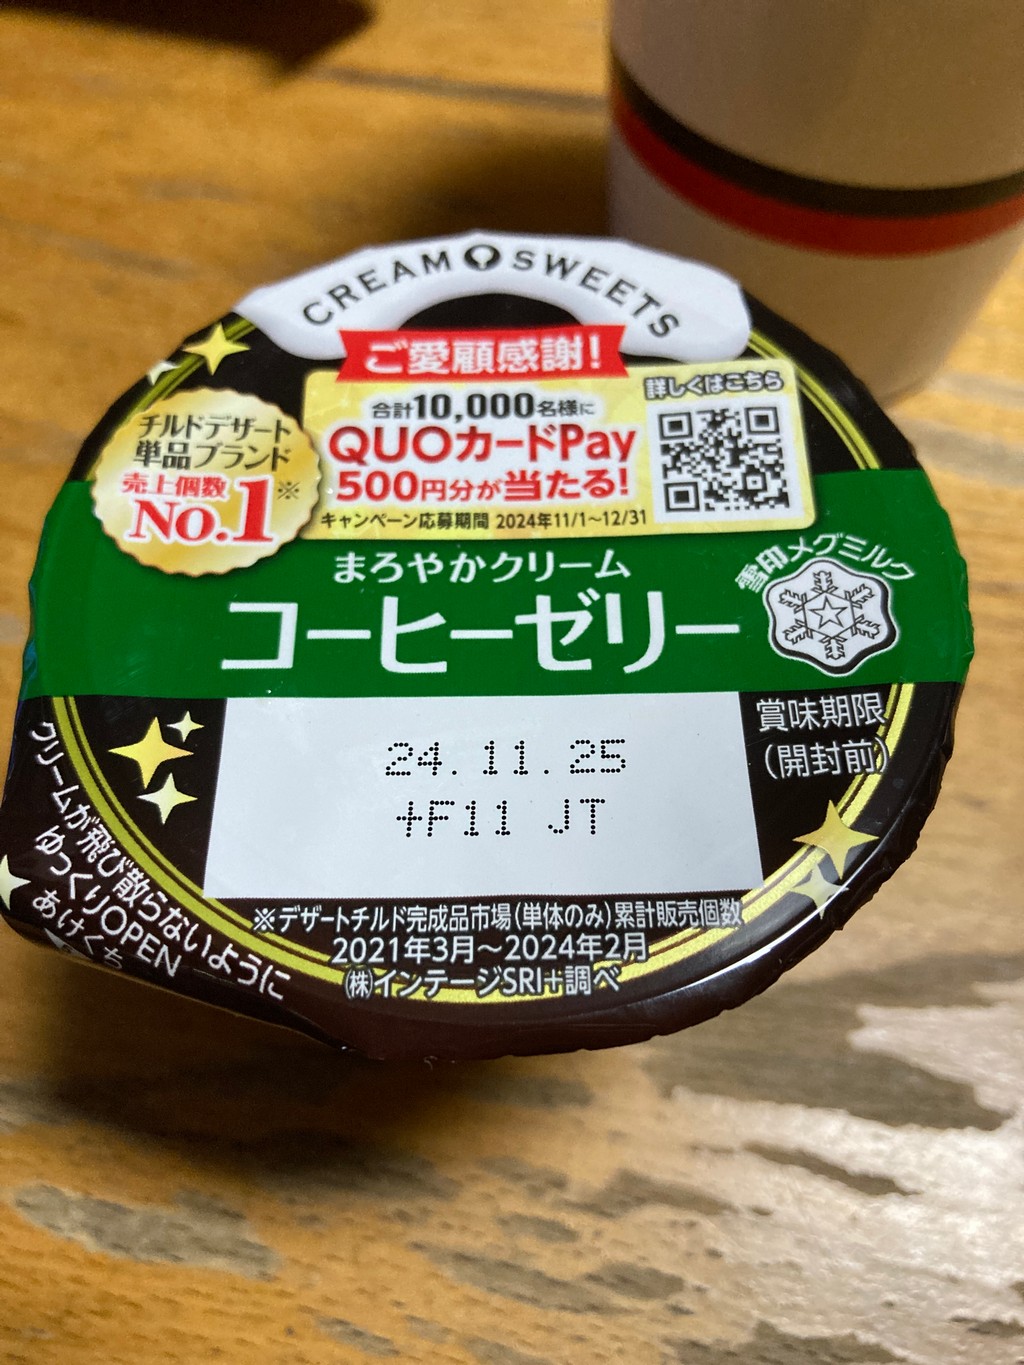 CREAM SWEETS
ご愛顧感謝!
合計10,000名様に
QUOカードPay
500円分が当たる!
キャンペーン応募期間 2024年11/1〜12/31
詳しくはこちら
チルドデザート
単品ブランド
売上個数
No.1※
まろやかクリーム
コーヒーゼリー
雪印メグミルク
賞味期限
(開封前)
24.11.25
+F11 JT
※デザートチルド完成品市場(単体のみ)累計販売個数
2021年3月〜2024年2月
㈱インテージSRI+調べ
クリームが飛び散らないように
ゆっくりOPEN
あけくち